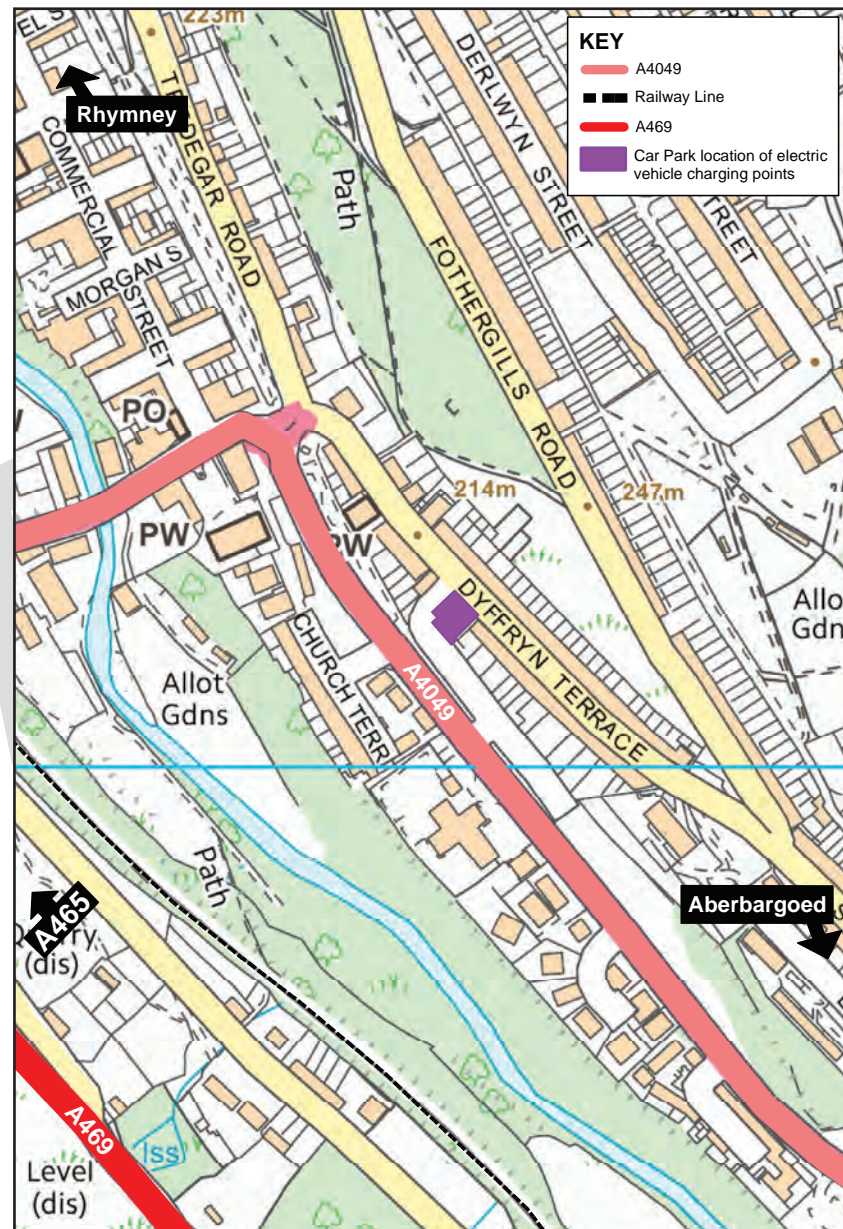 223m
KEY
A4049
Railway Line
A469
Car Park location of electric
vehicle charging points
Rhymney
TREDEGAR ROAD
COMMERCIAL STREET
MORGAN S
Path
DERLWYN STREET
STREET
FOTHERGILLS ROAD
PO
214m
247m
PW
PW
DYFFRYN TERRACE
CHURCH TERR
A4049
Allot
Gdns
Allo
Gdn
Path
A465
(dis)
Aberbargoed
A469
Iss
Level
(dis)